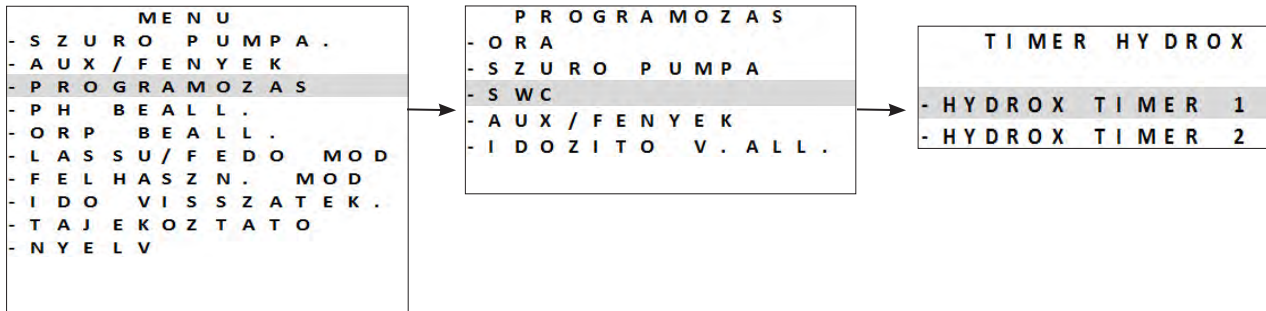 MENU
- SZURO PUMPA.
- AUX/FENYEK
- PROGRAMOZAS
- PH BEALL.
- ORP BEALL.
- LASSU/FEDO MOD
- FELHASZN. MOD
- IDO VISSZATEK.
- TAJEKOZTATO
- NYELV
PROGRAMOZAS
- ORA
- SZURO PUMPA
- SWC
- AUX/FENYEK
- IDOZITO V.ALL.
TIMER HYDROX
- HYDROX TIMER 1
- HYDROX TIMER 2